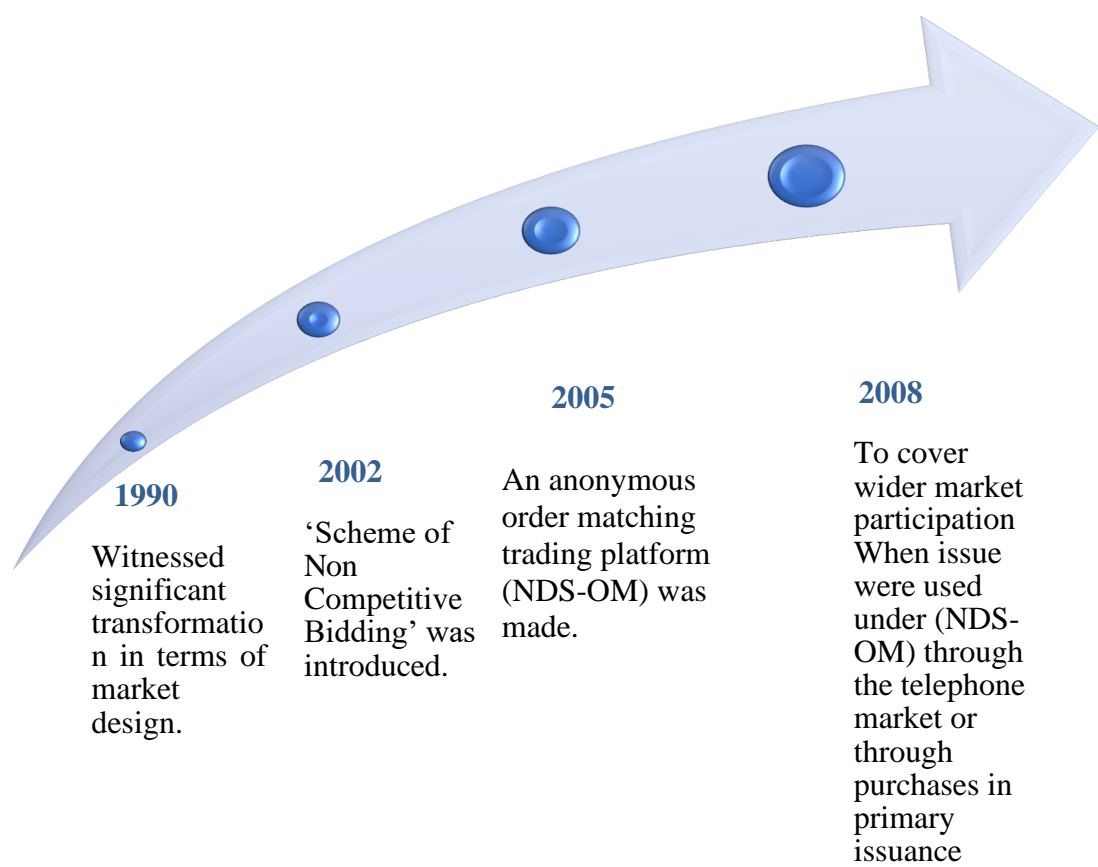 1990
Witnessed
significant
transformatio
n in terms of
market
design.
2002
‘Scheme of
Non
Competitive
Bidding’ was
introduced.
2005
An anonymous
order matching
trading platform
(NDS-OM) was
made.
2008
To cover
wider market
participation
When issue
were used
under (NDS-
OM) through
the telephone
market or
through
purchases in
primary
issuance